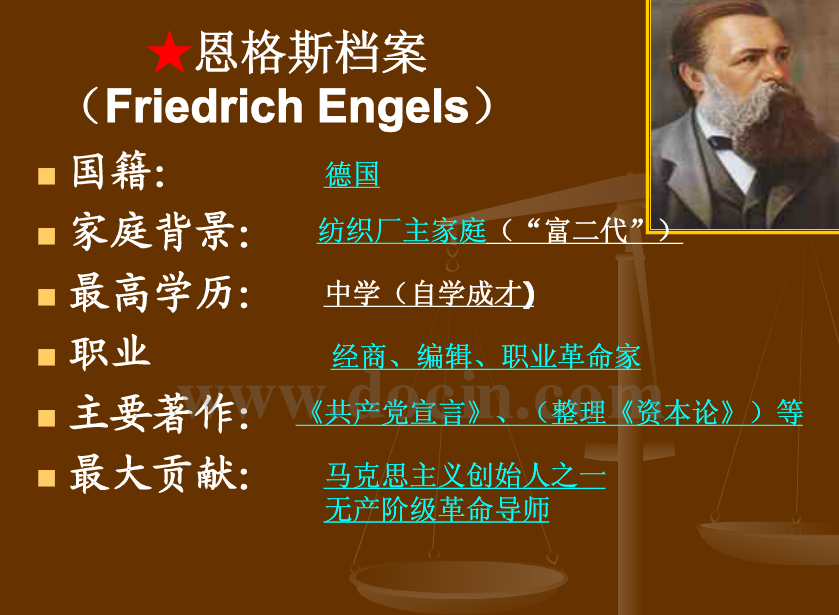 ★恩格斯档案
（Friedrich Engels）
国籍： 德国
家庭背景： 纺织厂主家庭（“富二代”）
最高学历： 中学（自学成才)
职业 经商、编辑、职业革命家
www.docin.com
主要著作： 《共产党宣言》、（整理《资本论》）等
最大贡献： 马克思主义创始人之一
无产阶级革命导师